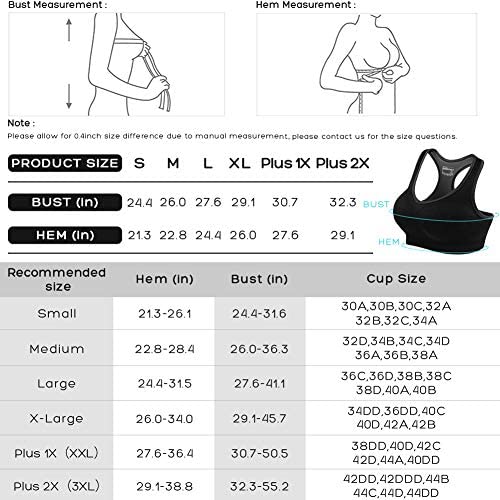 Bust Measurement :
Hem Measurement :
Note :
Please allow for 0.4inch size difference due to manual measurement, please contact us for the size questions.
PRODUCT SIZE S M L XL Plus 1X Plus 2X
BUST (in) 24.4 26.0 27.6 29.1 30.7 32.3
HEM (in) 21.3 22.8 24.4 26.0 27.6 29.1
BUST
HEM
Recommended size Hem (in) Bust (in) Cup Size
Small 21.3-26.1 24.4-31.6 30A,30B,30C,32A
32B,32C,34A
Medium 22.8-28.4 26.0-36.3 32D,34B,34C,34D
36A,36B,38A
Large 24.4-31.5 27.6-41.1 36C,36D,38B,38C
38D,40A,40B
X-Large 26.0-34.0 29.1-45.7 34DD,36DD,40C
40D,42A,42B
Plus 1X（XXL） 27.6-36.4 30.7-50.5 38DD,40D,42C
42D,44A,40DD
Plus 2X（3XL） 29.1-38.8 32.3-55.2 42DD,42DDD,44B
44C,44D,44DD